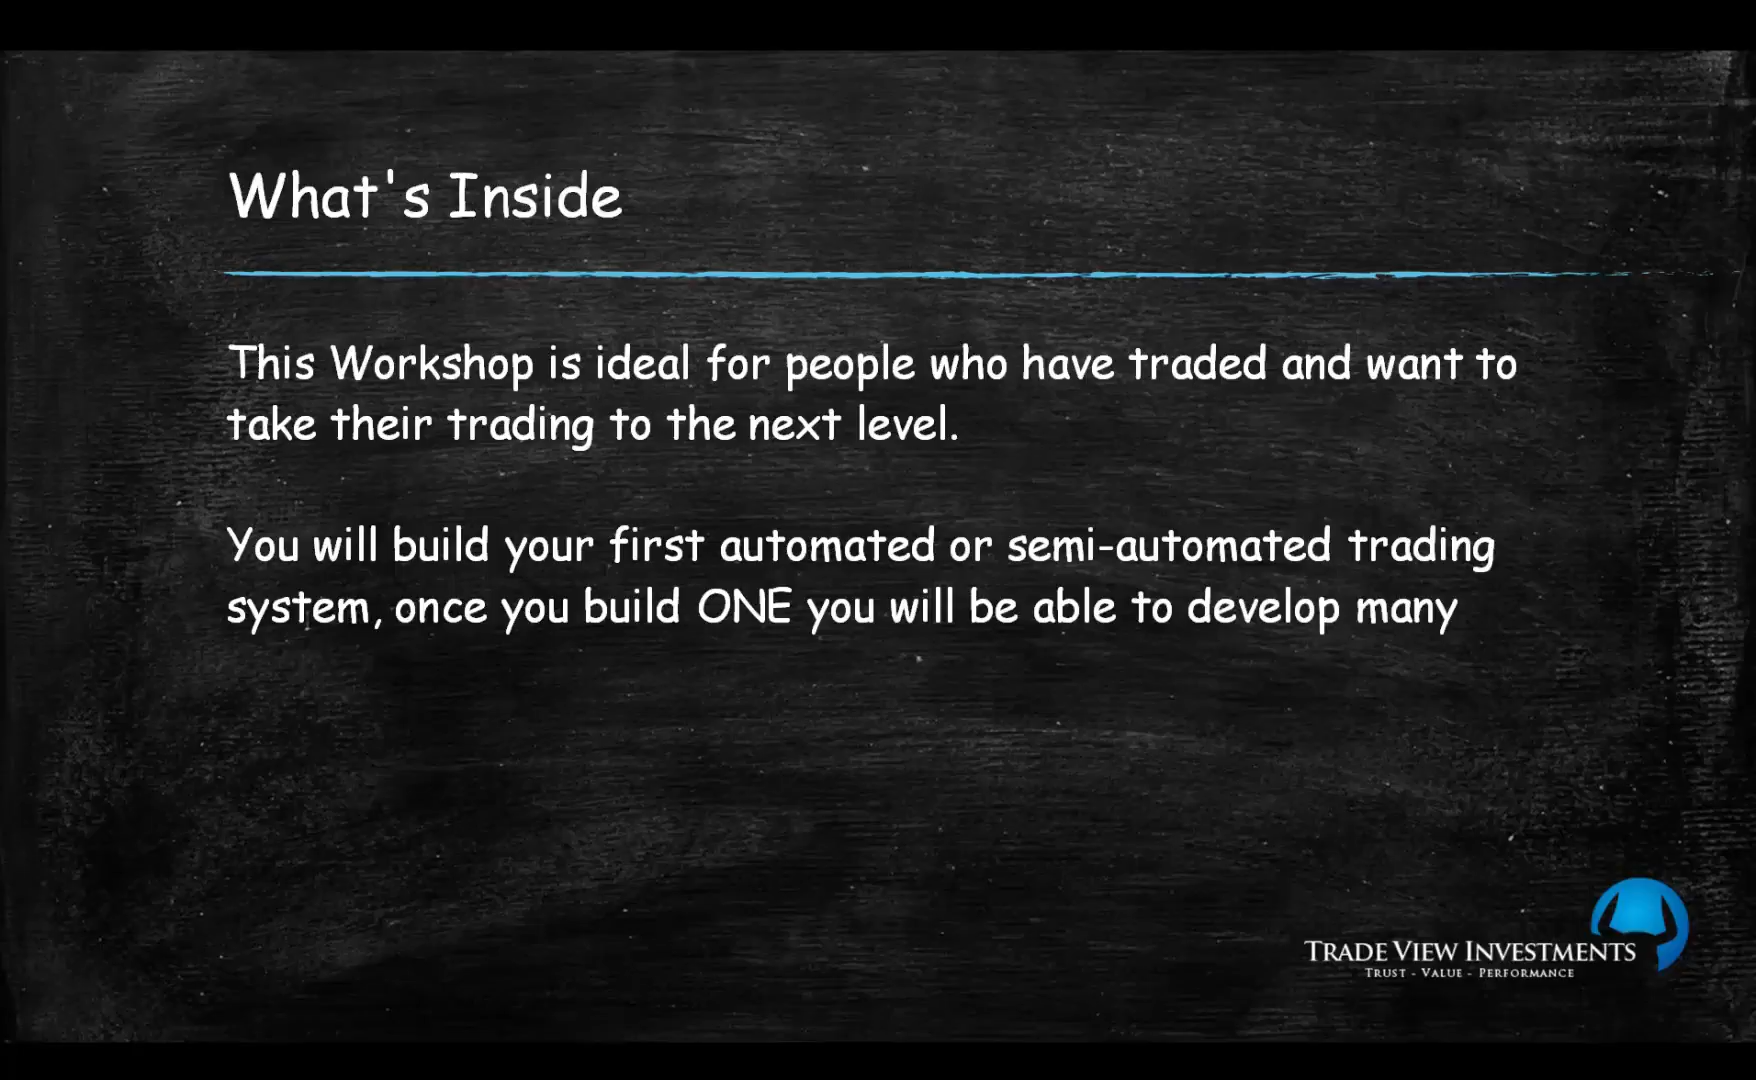 What's Inside
This Workshop is ideal for people who have traded and want to
take their trading to the next level.
You will build your first automated or semi-automated trading
system, once you build ONE you will be able to develop many
TRADE VIEW INVESTMENTS
TRUST - VALUE - PERFORMANCE